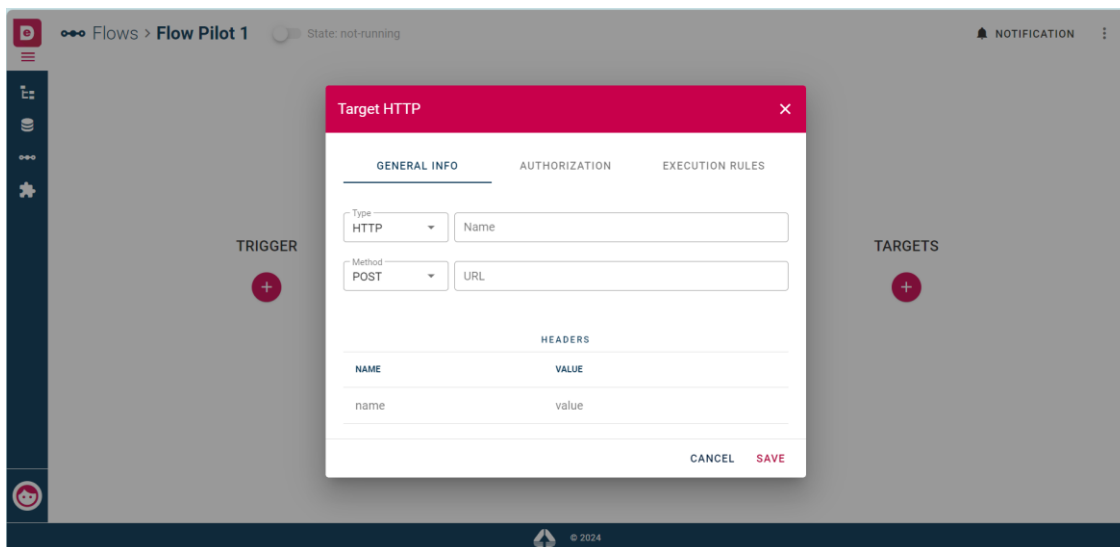 e
Flows > Flow Pilot 1
State: not-running
NOTIFICATION
Target HTTP
GENERAL INFO
AUTHORIZATION
EXECUTION RULES
Type
HTTP
Name
Method
POST
URL
TRIGGER
TARGETS
HEADERS
NAME
VALUE
name
value
CANCEL
SAVE
© 2024